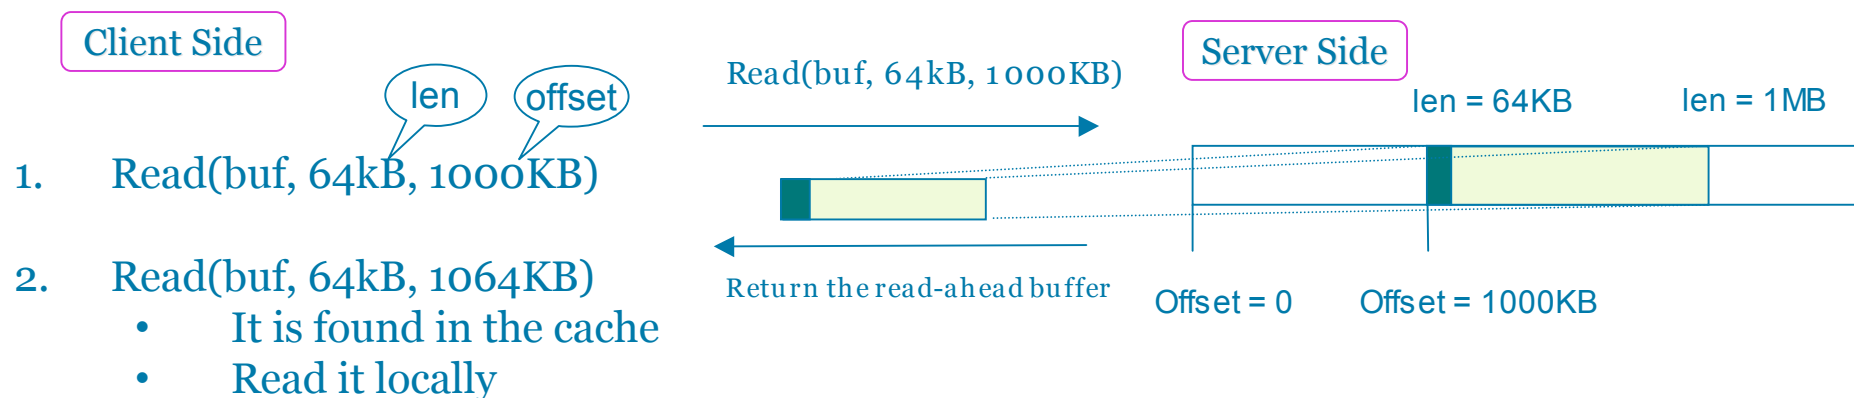 Client Side
len
offset
1. Read(buf, 64kB, 1000KB)
2. Read(buf, 64kB, 1064KB)
• It is found in the cache
• Read it locally
Read(buf, 64kB, 1000KB)
Return the read-ahead buffer
Server Side
len = 64KB
len = 1MB
Offset = 0
Offset = 1000KB